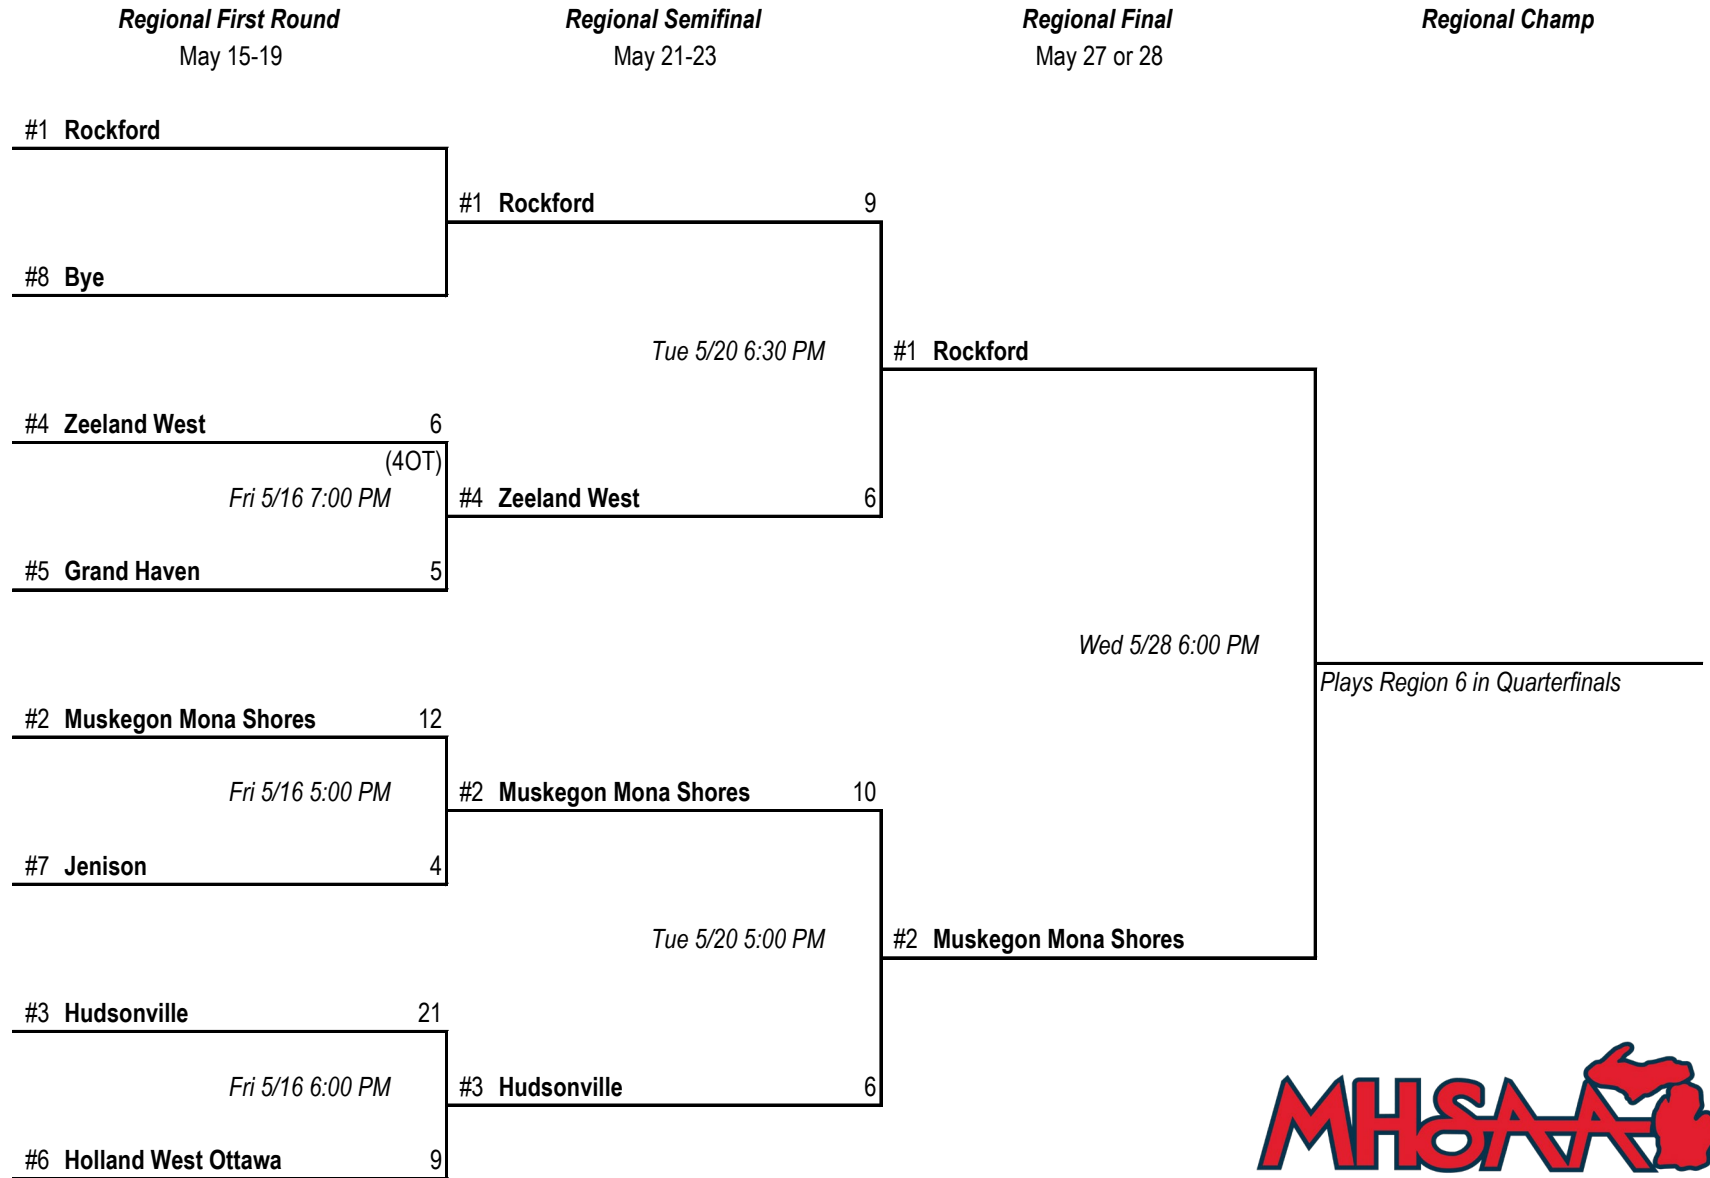 Regional First Round Regional Semifinal Regional Final Regional Champ
May 15-19 May 21-23 May 27 or 28
#1 Rockford
#1 Rockford 9
#8 Bye
Tue 5/20 6:30 PM #1 Rockford
#4 Zeeland West 6
(4OT)
Fri 5/16 7:00 PM #4 Zeeland West 6
#5 Grand Haven 5
Wed 5/28 6:00 PM
Plays Region 6 in Quarterfinals
#2 Muskegon Mona Shores 12
Fri 5/16 5:00 PM #2 Muskegon Mona Shores 10
#7 Jenison 4
Tue 5/20 5:00 PM #2 Muskegon Mona Shores
#3 Hudsonville 21
Fri 5/16 6:00 PM #3 Hudsonville 6
#6 Holland West Ottawa 9
MHSAA